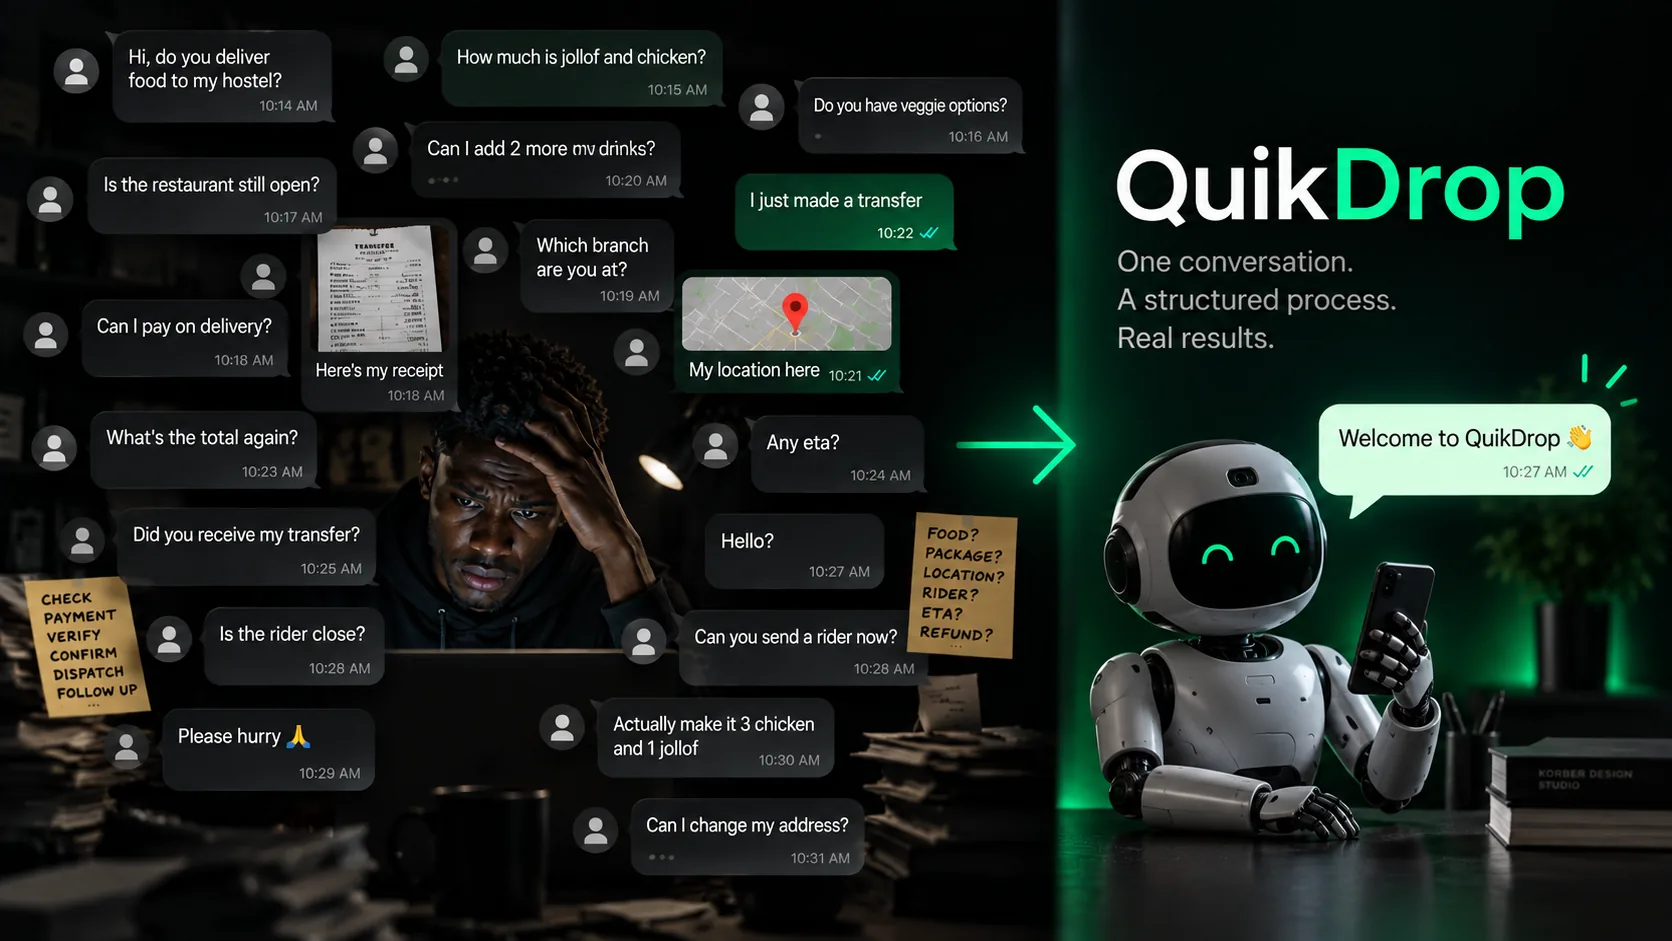 Hi, do you deliver
food to my hostel?
10:14 AM
How much is jollof and chicken?
10:15 AM
Do you have veggie options?
10:16 AM
Can I add 2 more mv drinks?
10:20 AM
Is the restaurant still open?
10:17 AM
I just made a transfer
10:22
TRANSFER
Here's my receipt
10:18 AM
Which branch
are you at?
10:19 AM
My location here 10:21
Can I pay on delivery?
10:18 AM
What's the total again?
10:23 AM
Any eta?
10:24 AM
Did you receive my transfer?
10:25 AM
Hello?
10:27 AM
FOOD?
PACKAGE?
LOCATION?
RIDER?
ETA?
REFUND?
...
CHECK
PAYMENT
VERIFY
CONFIRM
DISPATCH
FOLLOW UP
...
Is the rider close?
10:28 AM
Can you send a rider now?
10:28 AM
Please hurry 🙏
10:29 AM
Actually make it 3 chicken
and 1 jollof
10:30 AM
Can I change my address?
10:31 AM
QuikDrop
One conversation.
A structured process.
Real results.
Welcome to QuikDrop 👋
10:27 AM
KORBER DESIGN
STUDIO